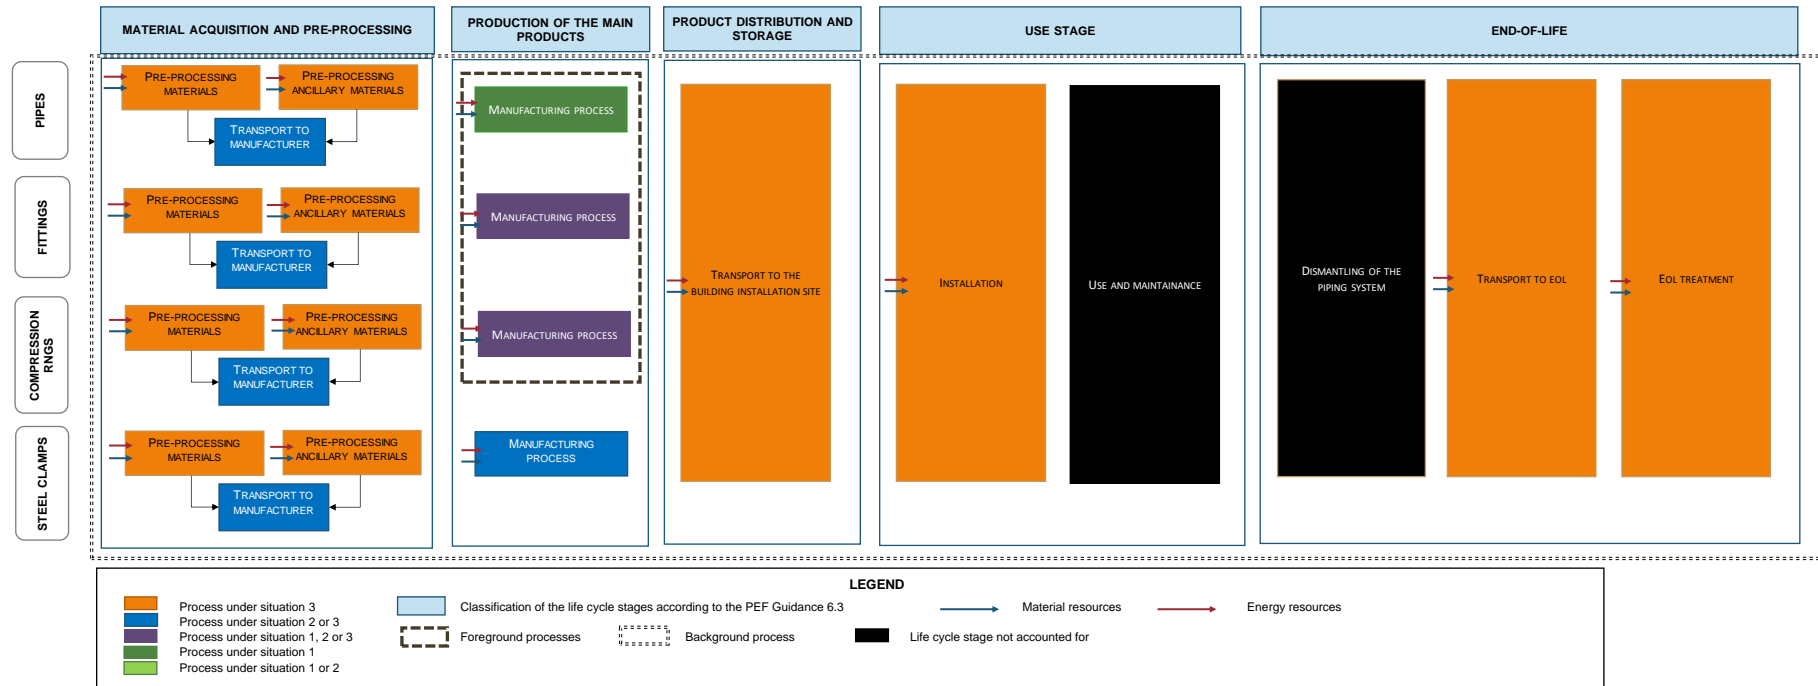 MATERIAL ACQUISITION AND PRE-PROCESSING
PRODUCTION OF THE MAIN
PRODUCTS
PRODUCT DISTRIBUTION AND
STORAGE
USE STAGE
END-OF-LIFE
PIPES
PRE-PROCESSING
MATERIALS
PRE-PROCESSING
ANCILLARY MATERIALS
TRANSPORT TO
MANUFACTURER
MANUFACTURING PROCESS
FITTINGS
PRE-PROCESSING
MATERIALS
PRE-PROCESSING
ANCILLARY MATERIALS
TRANSPORT TO
MANUFACTURER
MANUFACTURING PROCESS
COMPRESSION
RNGS
PRE-PROCESSING
MATERIALS
PRE-PROCESSING
ANCILLARY MATERIALS
TRANSPORT TO
MANUFACTURER
MANUFACTURING PROCESS
STEEL CLAMPS
PRE-PROCESSING
MATERIALS
PRE-PROCESSING
ANCILLARY MATERIALS
TRANSPORT TO
MANUFACTURER
MANUFACTURING
PROCESS
TRANSPORT TO THE
BUILDING INSTALLATION SITE
INSTALLATION
USE AND MAINTAINANCE
DISMANTLING OF THE
PIPING SYSTEM
TRANSPORT TO EOL
EOL TREATMENT
LEGEND
Process under situation 3
Process under situation 2 or 3
Process under situation 1, 2 or 3
Process under situation 1
Process under situation 1 or 2
Classification of the life cycle stages according to the PEF Guidance 6.3
Material resources
Energy resources
Foreground processes
Background process
Life cycle stage not accounted for